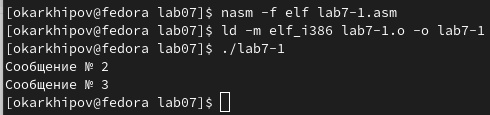 [okarkhipov@fedora lab07]$ nasm -f elf lab7-1.asm
[okarkhipov@fedora lab07]$ ld -m elf_i386 lab7-1.o -o lab7-1
[okarkhipov@fedora lab07]$ ./lab7-1
Сообщение № 2
Сообщение № 3
[okarkhipov@fedora lab07]$